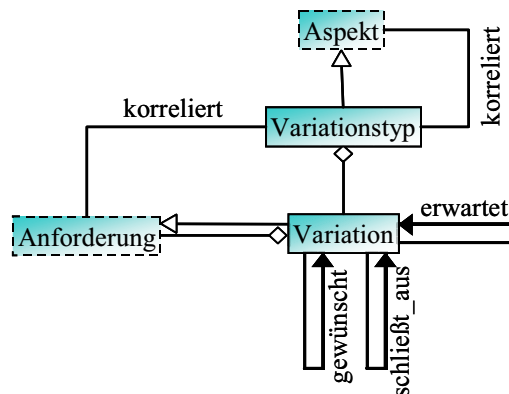 Aspekt
korreliert
korreliert
Variationstyp
erwartet
Anforderung
Variation
gewünscht
schließt_aus